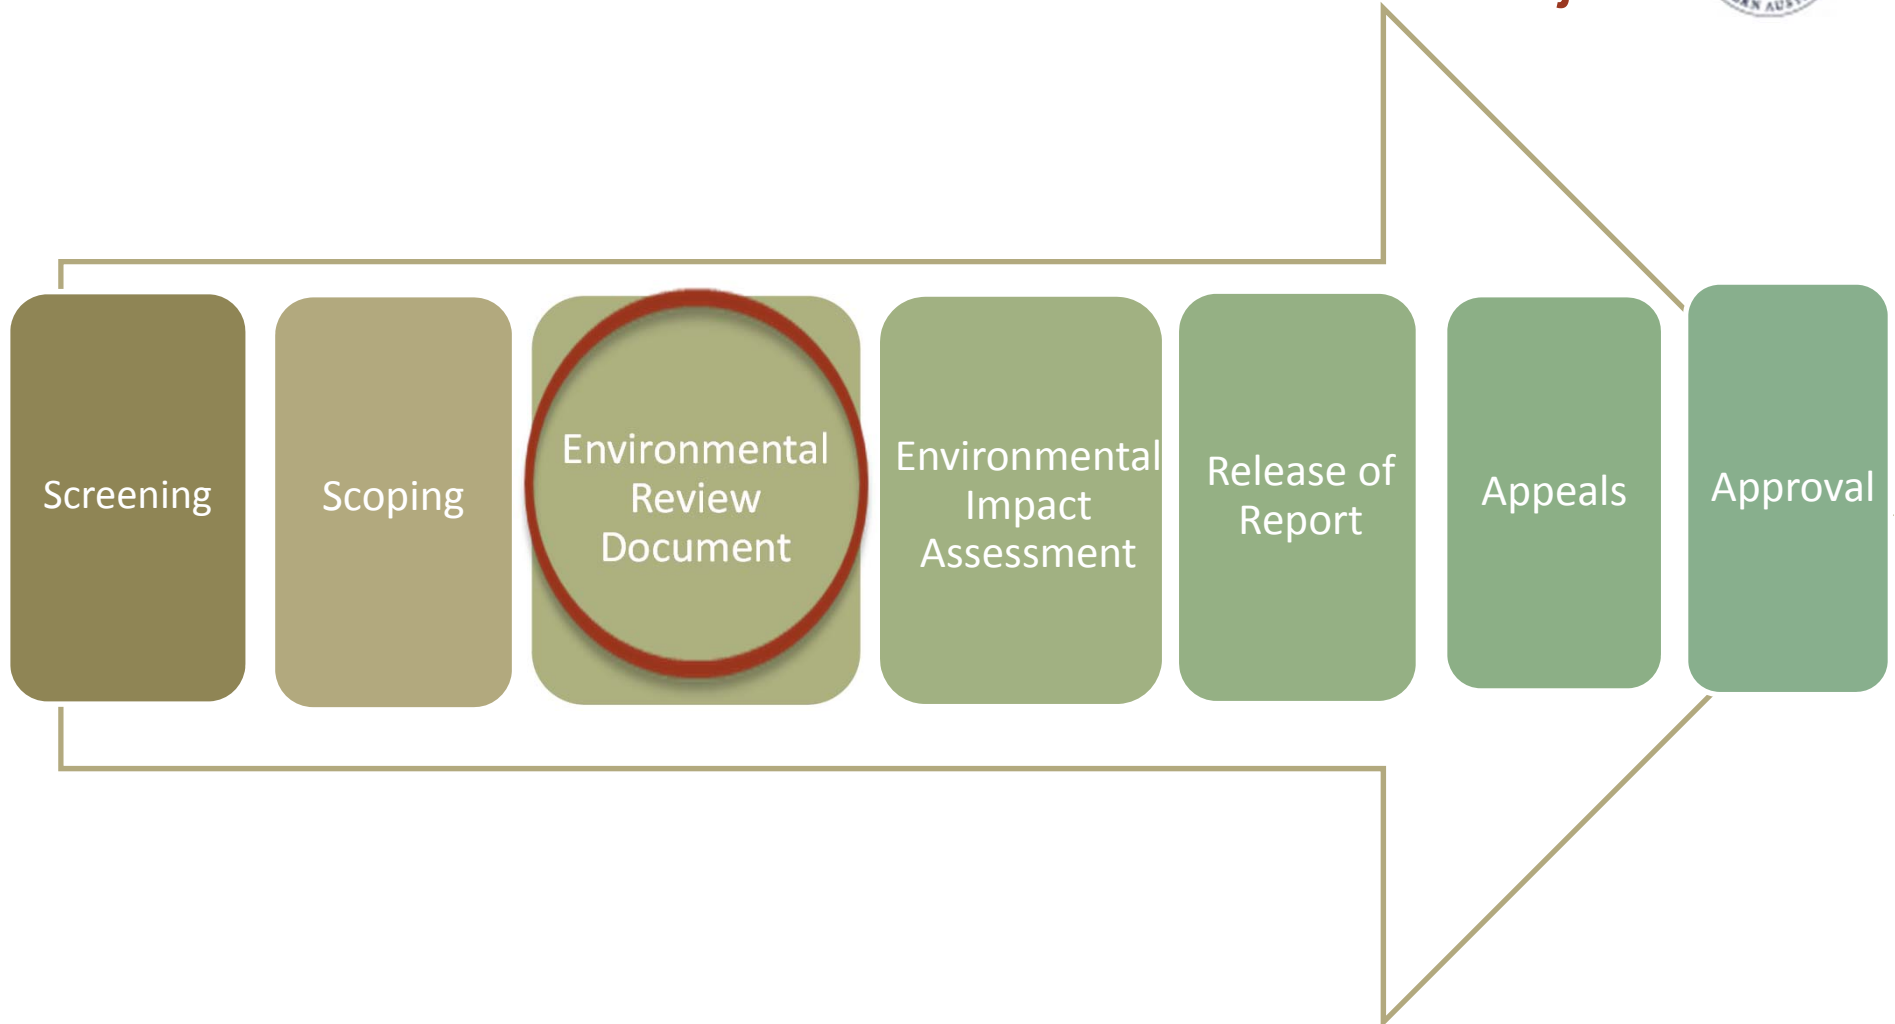 Screening
Scoping
Environmental
Review
Document
Environmental
Impact
Assessment
Release of
Report
Appeals
Approval